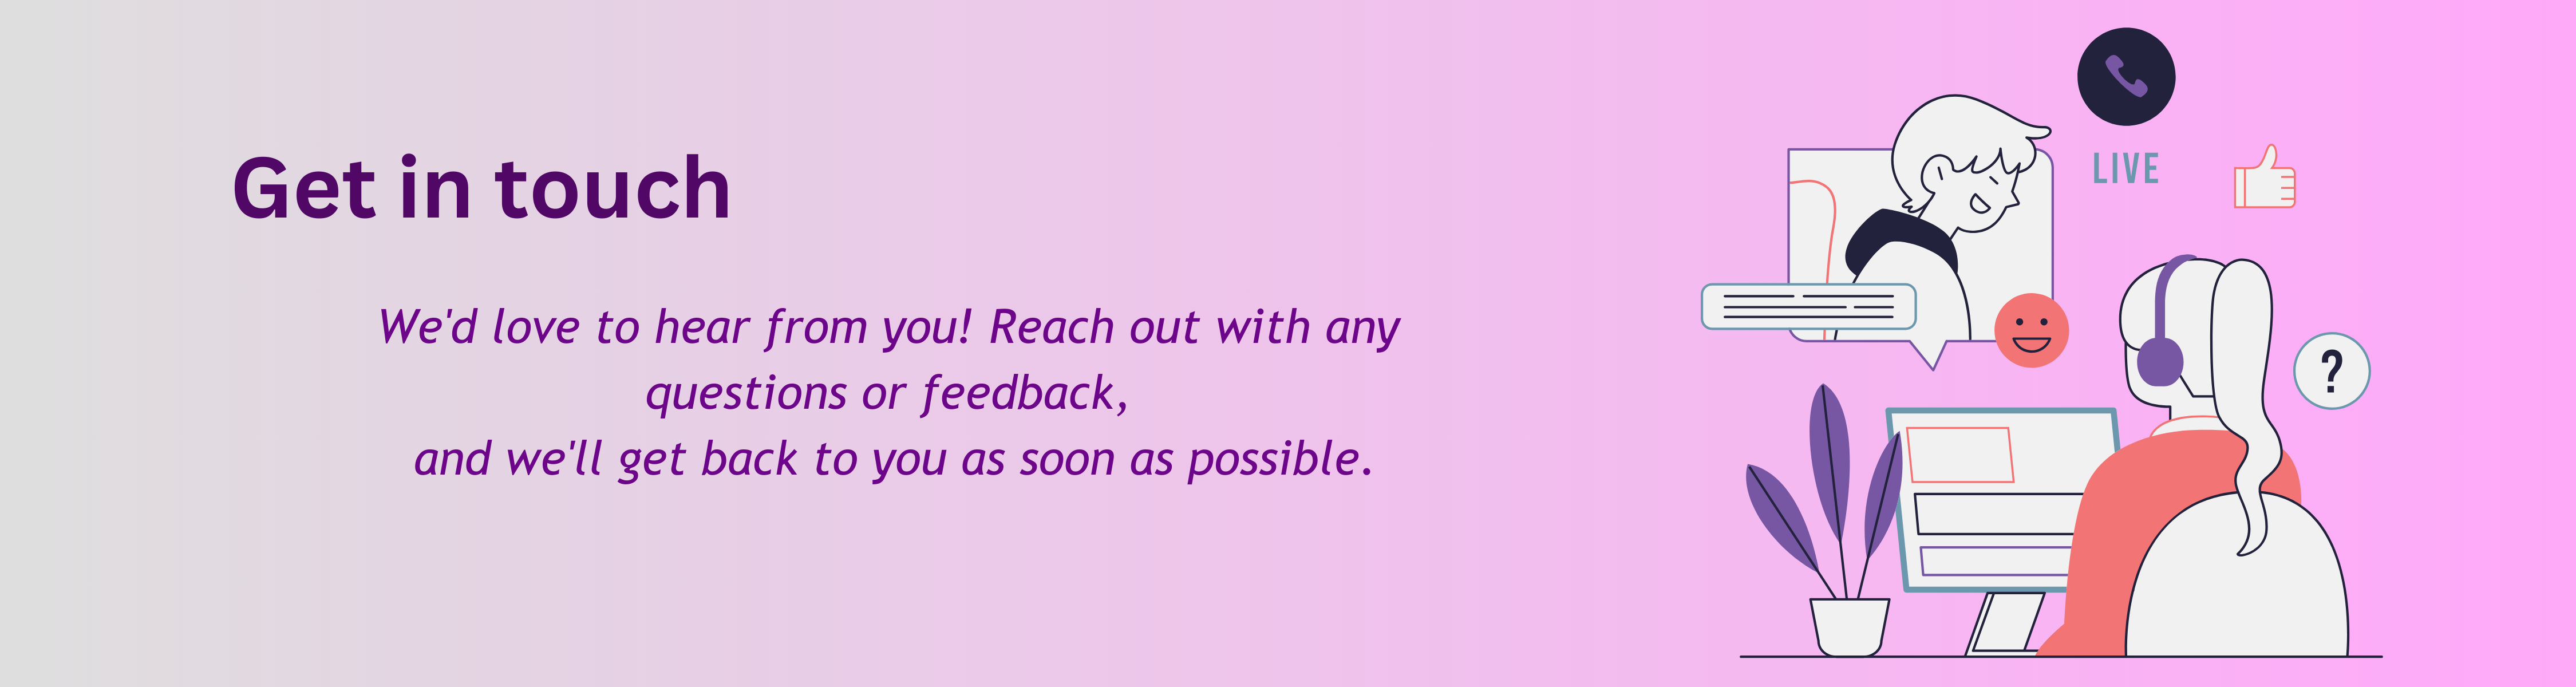 Get in touch
We'd love to hear from you! Reach out with any
questions or feedback,
and we'll get back to you as soon as possible.
LIVE
?